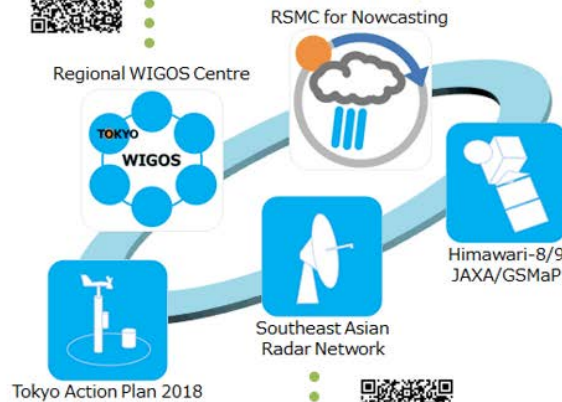 RSMC for Nowcasting
Regional WIGOS Centre
TOKYO
WIGOS
Himawari-8/9
JAXA/GSMaP
Southeast Asian
Radar Network
Tokyo Action Plan 2018